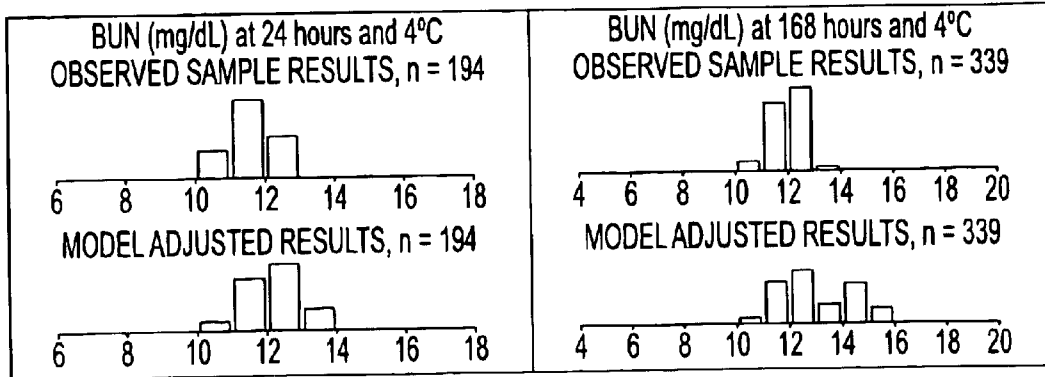 BUN (mg/dL) at 24 hours and 4ºC
OBSERVED SAMPLE RESULTS, n = 194
6 8 10 12 14 16 18
MODEL ADJUSTED RESULTS, n = 194
6 8 10 12 14 16 18
BUN (mg/dL) at 168 hours and 4ºC
OBSERVED SAMPLE RESULTS, n = 339
4 6 8 10 12 14 16 18 20
MODEL ADJUSTED RESULTS, n = 339
4 6 8 10 12 14 16 18 20